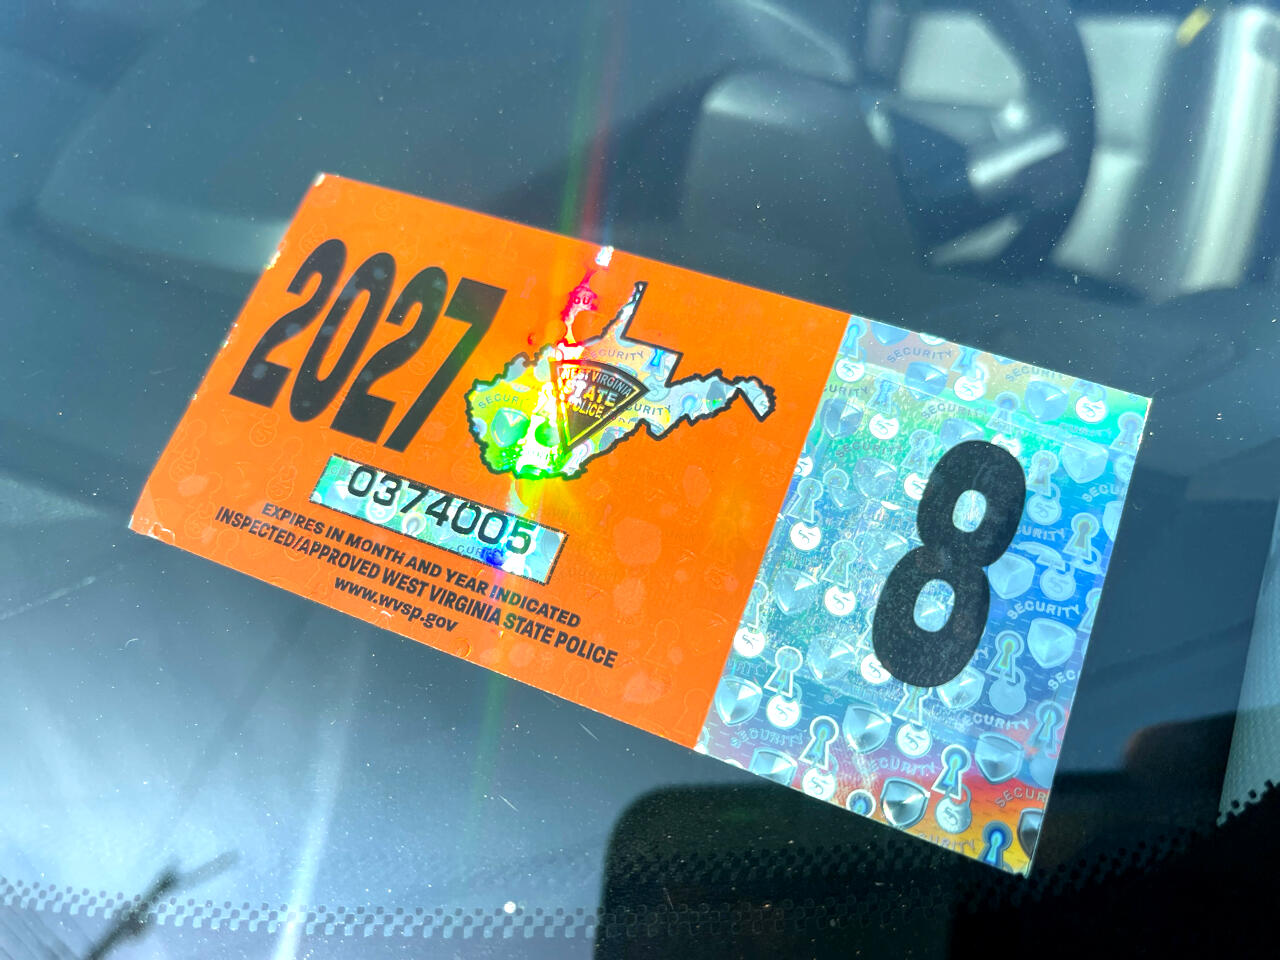 2027
WEST VIRGINIA
STATE
POLICE
0374005
EXPIRES IN MONTH AND YEAR INDICATED
INSPECTED/APPROVED WEST VIRGINIA STATE POLICE
www.wvsp.gov
8
SECURITY